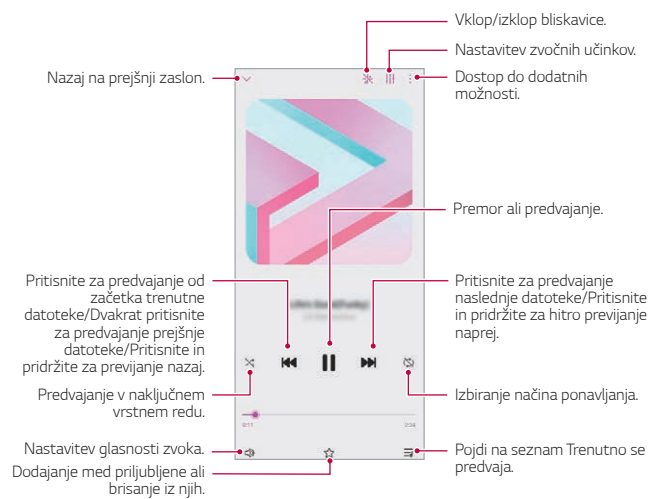 Vklop/izklop bliskavice.
Nastavitev zvočnih učinkov.
Nazaj na prejšnji zaslon.
Dostop do dodatnih
možnosti.
Premor ali predvajanje.
Pritisnite za predvajanje od
začetka trenutne
datoteke/Dvakrat pritisnite
za predvajanje prejšnje
datoteke/Pritisnite in
pridržite za previjanje nazaj.
Pritisnite za predvajanje
naslednje datoteke/Pritisnite
in pridržite za hitro previjanje
naprej.
Predvajanje v naključnem
vrstnem redu.
Izbiranje načina ponavljanja.
0:11
Nastavitev glasnosti zvoka.
Pojdi na seznam Trenutno se
predvaja.
Dodajanje med priljubljene ali
brisanje iz njih.